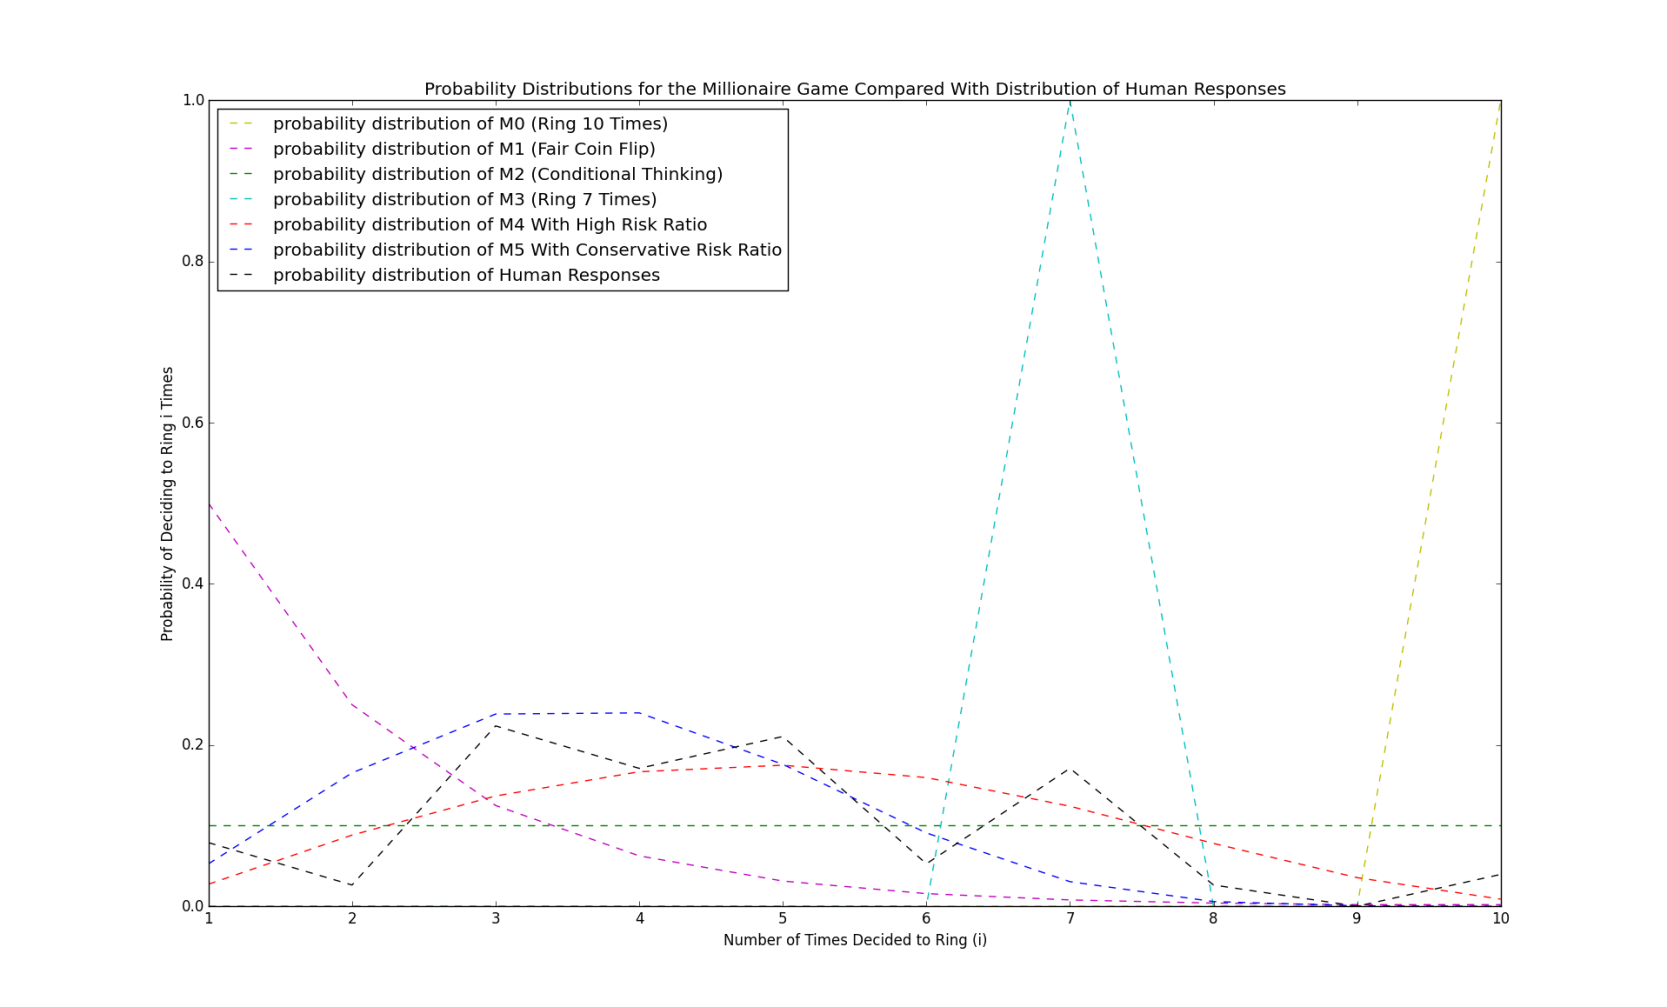 Probability Distributions for the Millionaire Game Compared With Distribution of Human Responses
1.0
probability distribution of M0 (Ring 10 Times)
probability distribution of M1 (Fair Coin Flip)
probability distribution of M2 (Conditional Thinking)
probability distribution of M3 (Ring 7 Times)
probability distribution of M4 With High Risk Ratio
probability distribution of M5 With Conservative Risk Ratio
probability distribution of Human Responses
0.8
0.6
0.4
0.2
0.0
Probability of Deciding to Ring i Times
1 2 3 4 5 6 7 8 9 10
Number of Times Decided to Ring (i)